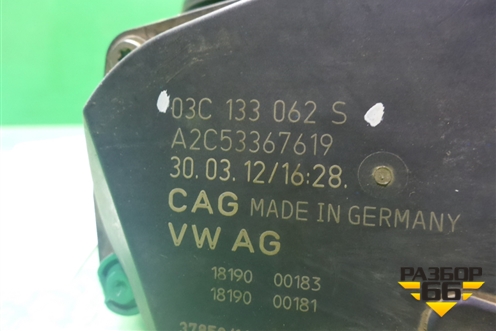 03C 133 062 S
A2C53367619
30.03.12/16:28.
CAG MADE IN GERMANY
VW AG
18190 00183
18190 00181
РАЗБОР
66